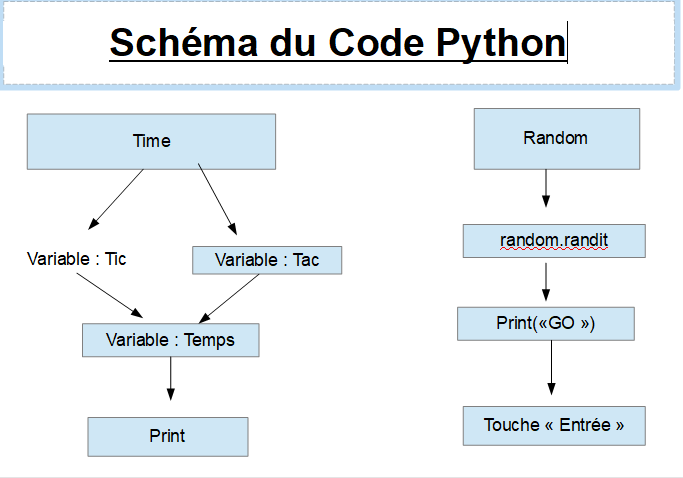 Schéma du Code Python
Time
Variable : Tic
Variable : Tac
Variable : Temps
Print
Random
random.randit
Print(«GO »)
Touche « Entrée »